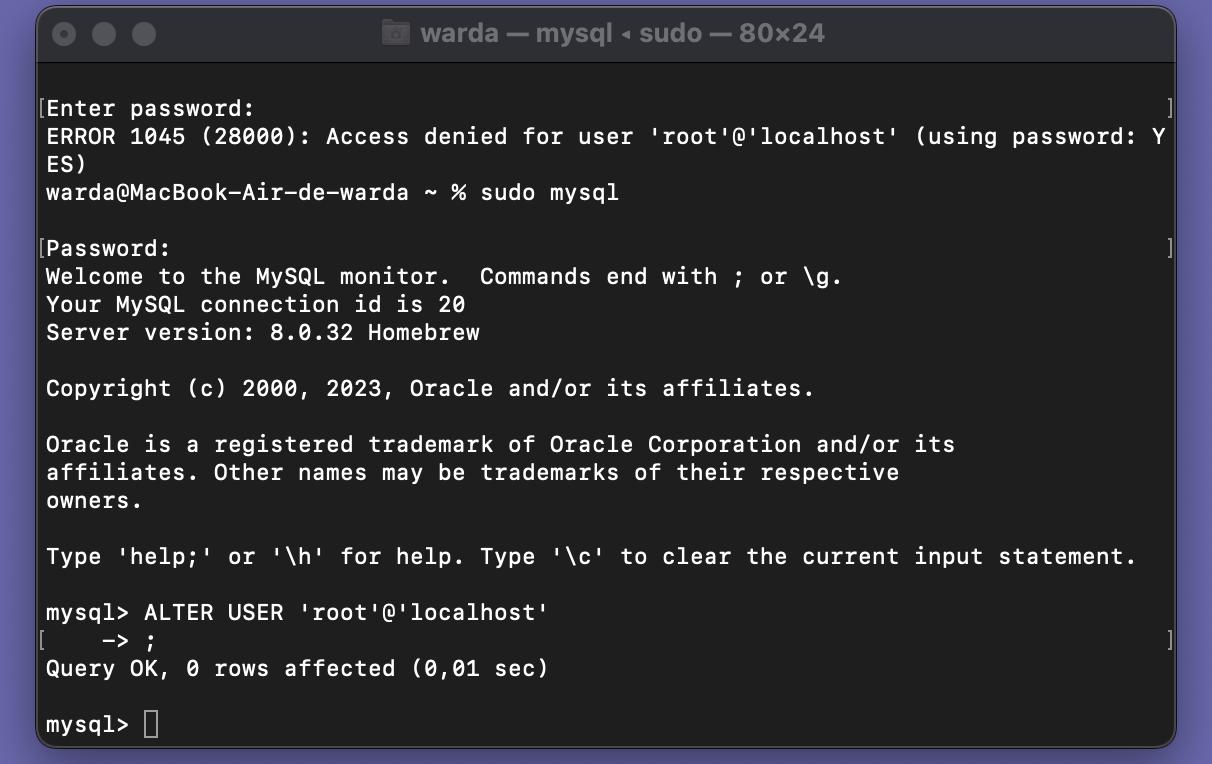 warda — mysql ◂ sudo — 80×24
[Enter password: ]
ERROR 1045 (28000): Access denied for user 'root'@'localhost' (using password: Y
ES)
warda@MacBook-Air-de-warda ~ % sudo mysql
[Password: ]
Welcome to the MySQL monitor.  Commands end with ; or \g.
Your MySQL connection id is 20
Server version: 8.0.32 Homebrew
Copyright (c) 2000, 2023, Oracle and/or its affiliates.
Oracle is a registered trademark of Oracle Corporation and/or its
affiliates. Other names may be trademarks of their respective
owners.
Type 'help;' or '\h' for help. Type '\c' to clear the current input statement.
mysql> ALTER USER 'root'@'localhost'
[    -> ; ]
Query OK, 0 rows affected (0,01 sec)
mysql>